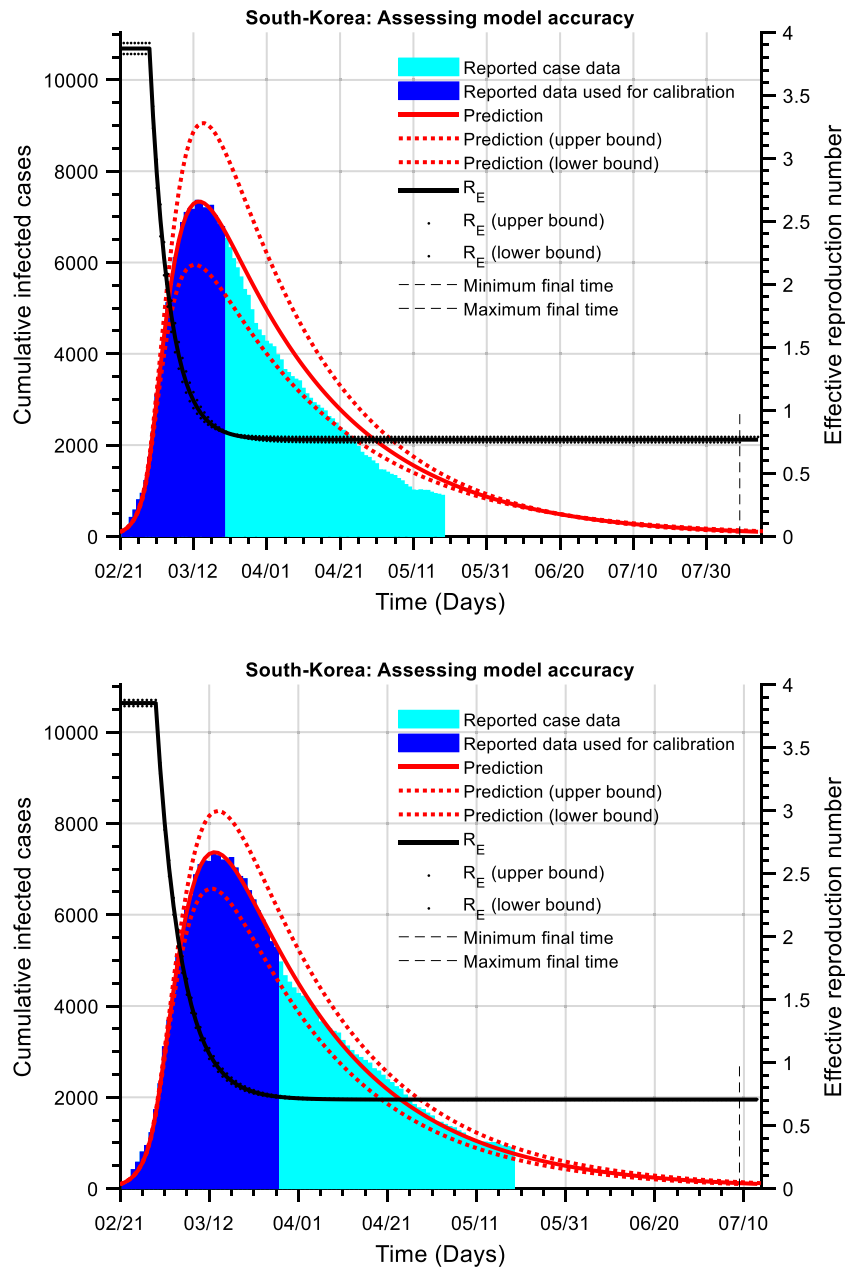 South-Korea: Assessing model accuracy
Reported case data
Reported data used for calibration
Prediction
Prediction (upper bound)
Prediction (lower bound)
R_E
R_E (upper bound)
R_E (lower bound)
Minimum final time
Maximum final time
Cumulative infected cases
10000
8000
6000
4000
2000
0
Effective reproduction number
4
3.5
3
2.5
2
1.5
1
0.5
0
02/21 03/12 04/01 04/21 05/11 05/31 06/20 07/10 07/30
Time (Days)
South-Korea: Assessing model accuracy
Reported case data
Reported data used for calibration
Prediction
Prediction (upper bound)
Prediction (lower bound)
R_E
R_E (upper bound)
R_E (lower bound)
Minimum final time
Maximum final time
Cumulative infected cases
10000
8000
6000
4000
2000
0
Effective reproduction number
4
3.5
3
2.5
2
1.5
1
0.5
0
02/21 03/12 04/01 04/21 05/11 05/31 06/20 07/10
Time (Days)